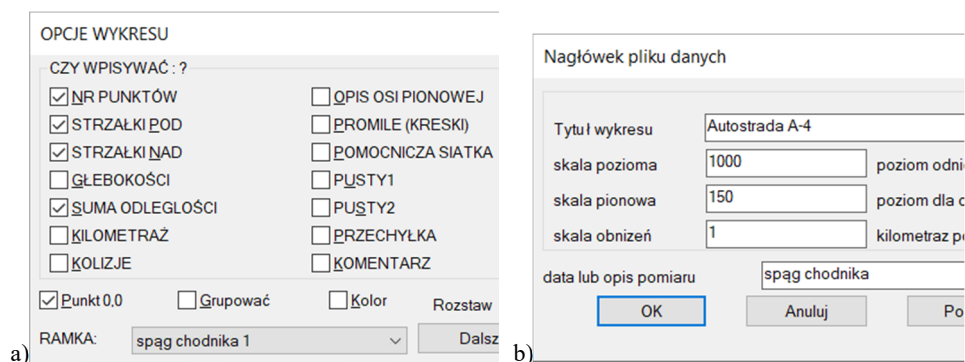 OPCJE WYKRESU
CZY WPISYWAĆ : ?
NR PUNKTÓW
STRZAŁKI POD
STRZAŁKI NAD
GŁEBOKOŚCI
SUMA ODLEGLOŚCI
KILOMETRAŻ
KOLIZJE
OPIS OSI PIONOWEJ
PROMILE (KRESKI)
POMOCNICZA SIATKA
PUSTY1
PUSTY2
PRZECHYŁKA
KOMENTARZ
Punkt 0,0 Grupować Kolor Rozstaw
RAMKA: spąg chodnika 1 Dalsz
a)
Nagłówek pliku danych
Tytuł wykresu Autostrada A-4
skala pozioma 1000 poziom odni
skala pionowa 150 poziom dla
skala obniżeń 1 kilometraz p
data lub opis pomiaru spąg chodnika
OK Anuluj Po
b)